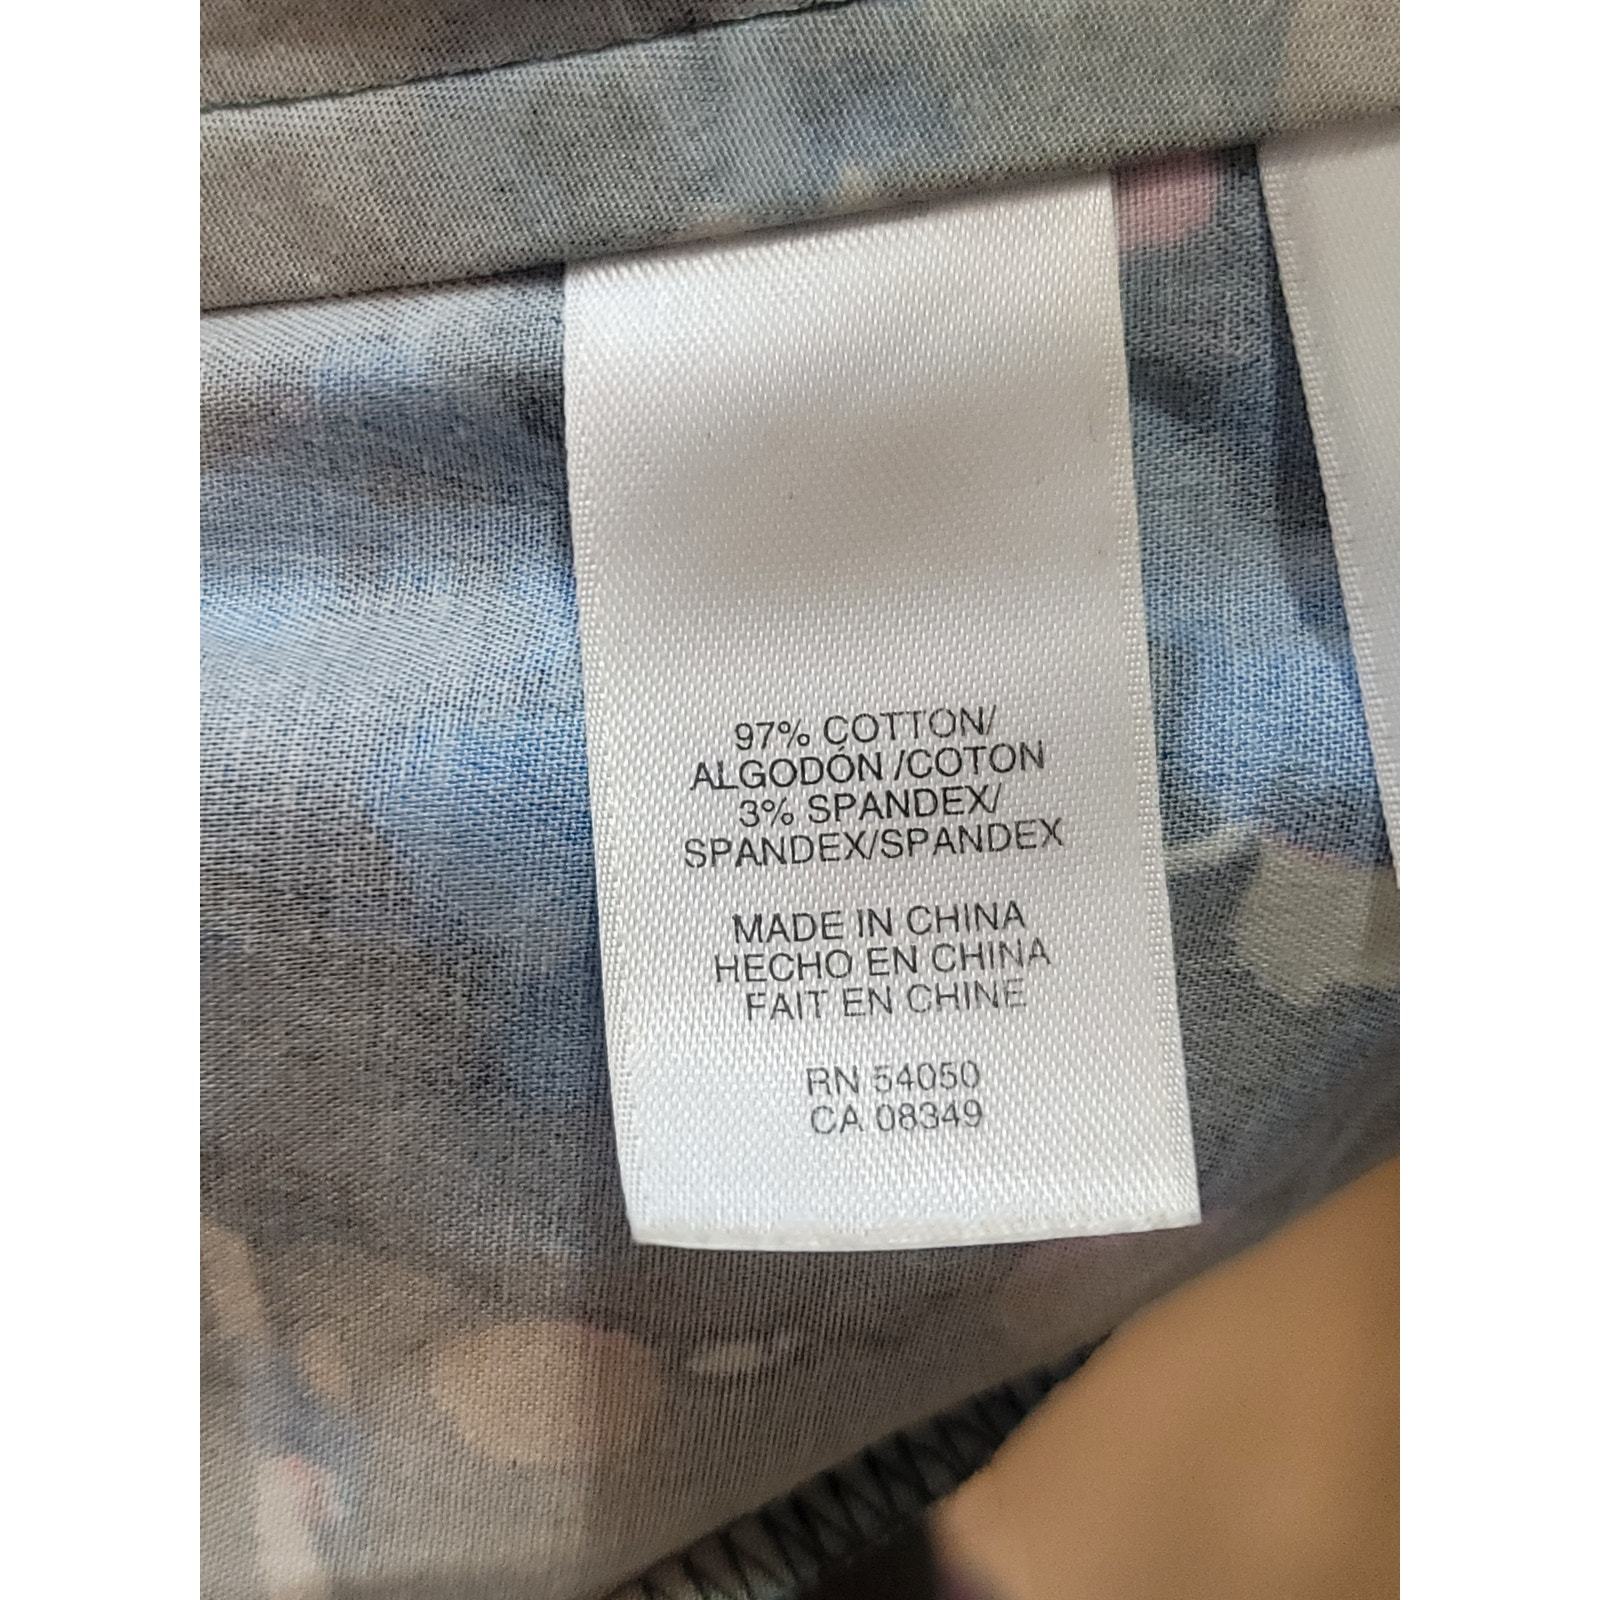 97% COTTON/
ALGODÓN /COTON
3% SPANDEX/
SPANDEX/SPANDEX
MADE IN CHINA
HECHO EN CHINA
FAIT EN CHINE
RN 54050
CA 08349